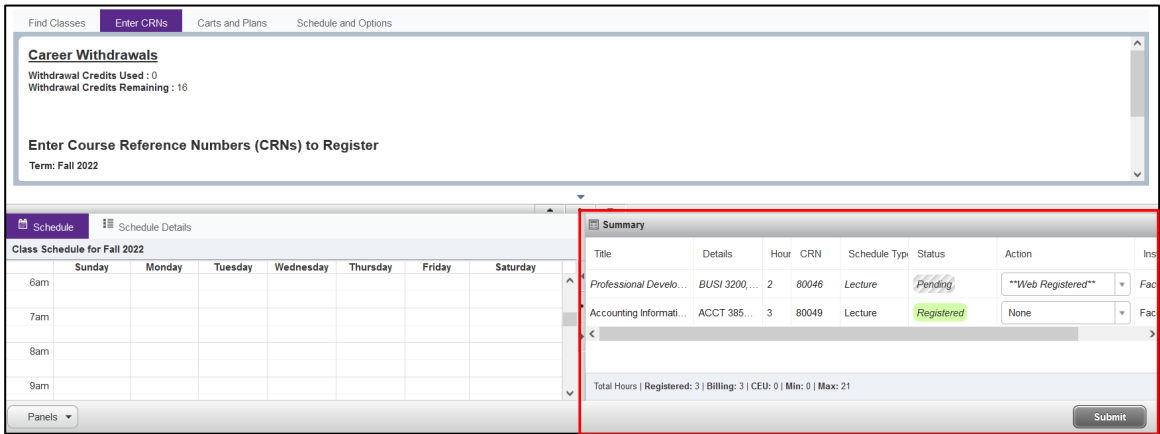 Find Classes Enter CRNs Carts and Plans Schedule and Options
Career Withdrawals
Withdrawal Credits Used : 0
Withdrawal Credits Remaining : 16
Enter Course Reference Numbers (CRNs) to Register
Term: Fall 2022
Schedule Schedule Details
Class Schedule for Fall 2022
Sunday Monday Tuesday Wednesday Thursday Friday Saturday
6am
7am
8am
9am
Panels
Summary
Title Details Hour CRN Schedule Type Status Action Inst
Professional Develo... BUSI 3200,... 2 80046 Lecture Pending **Web Registered** Fac
Accounting Informati... ACCT 385... 3 80049 Lecture Registered None Fac
Total Hours | Registered: 3 | Billing: 3 | CEU: 0 | Min: 0 | Max: 21
Submit